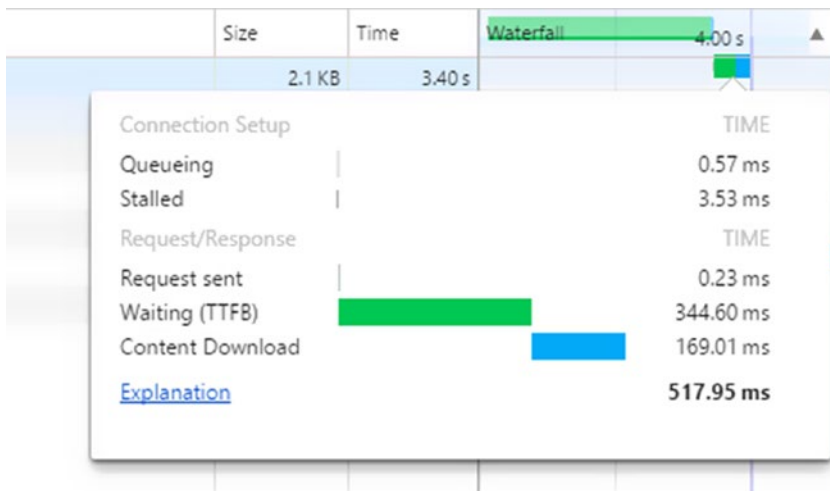 Size Time Waterfall 4.00 s
2.1 KB 3.40 s
Connection Setup TIME
Queueing 0.57 ms
Stalled 3.53 ms
Request/Response TIME
Request sent 0.23 ms
Waiting (TTFB) 344.60 ms
Content Download 169.01 ms
Explanation 517.95 ms